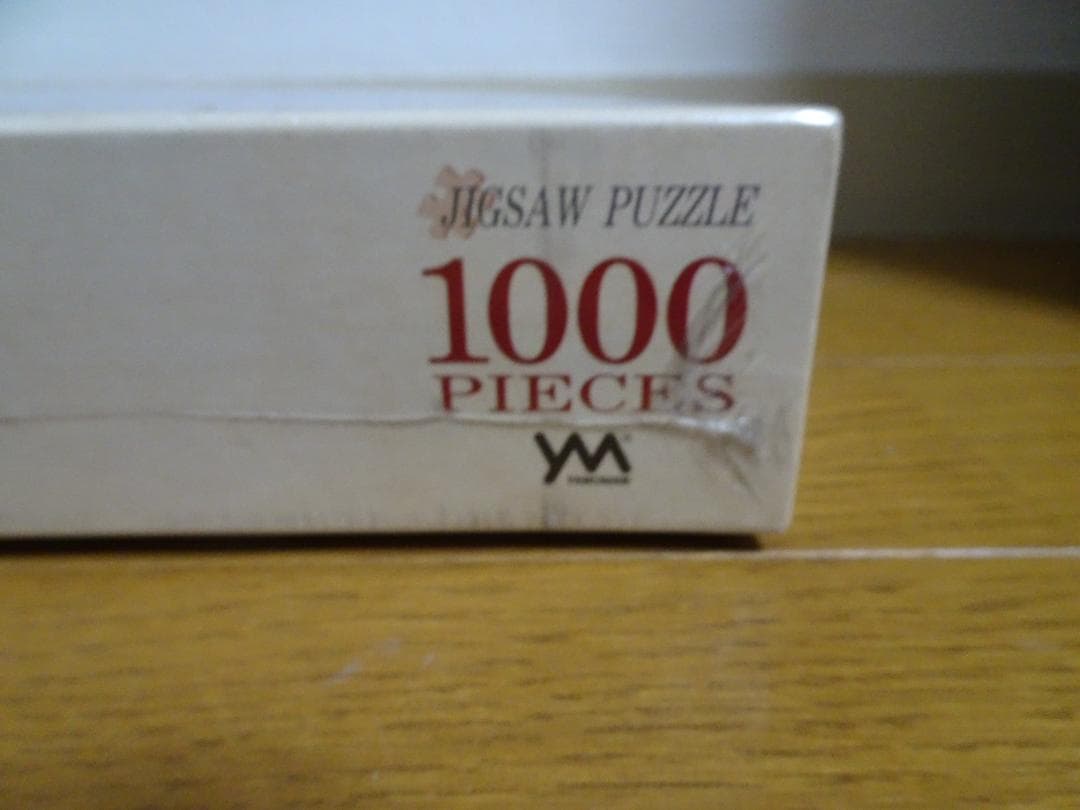 JIGSAW PUZZLE
1000
PIECES
YM